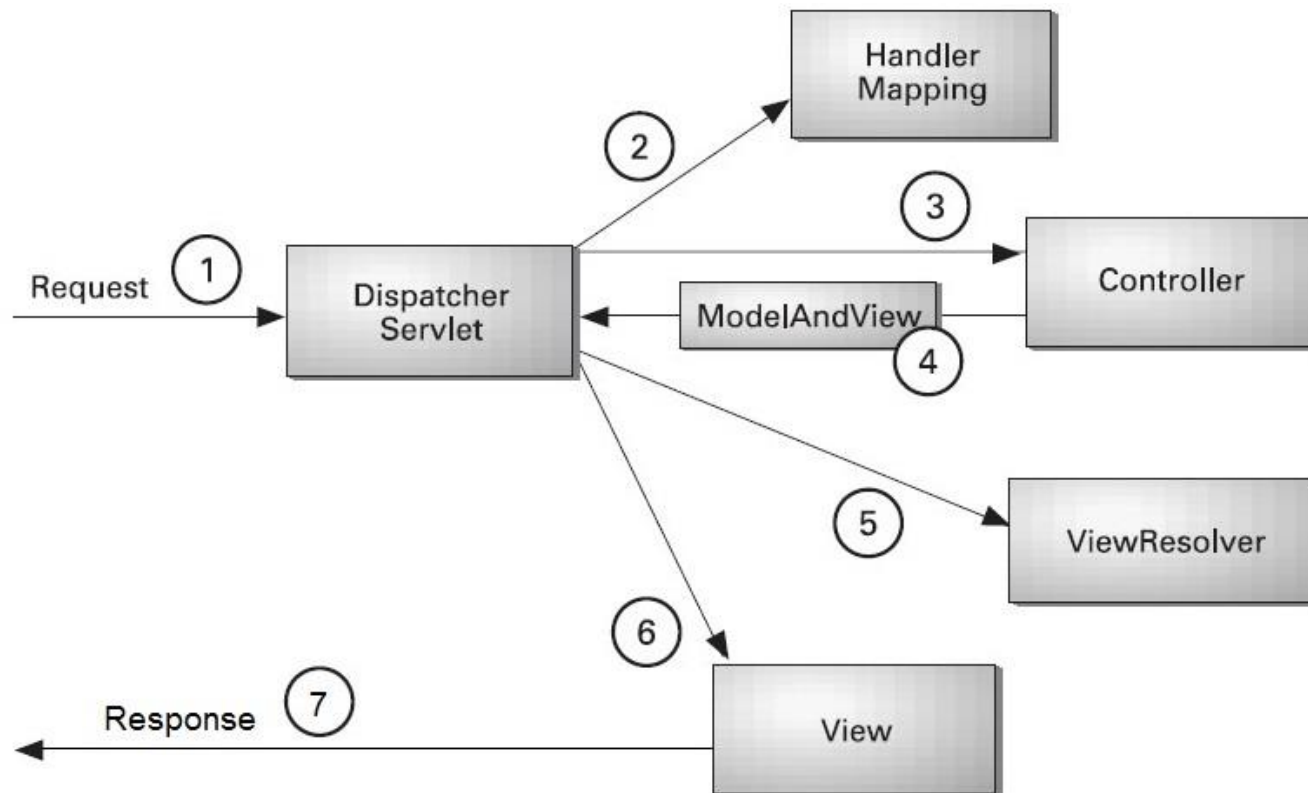 Handler
Mapping
2
3
Request
1
Dispatcher
Servlet
Controller
ModelAndView
4
5
ViewResolver
6
Response
7
View